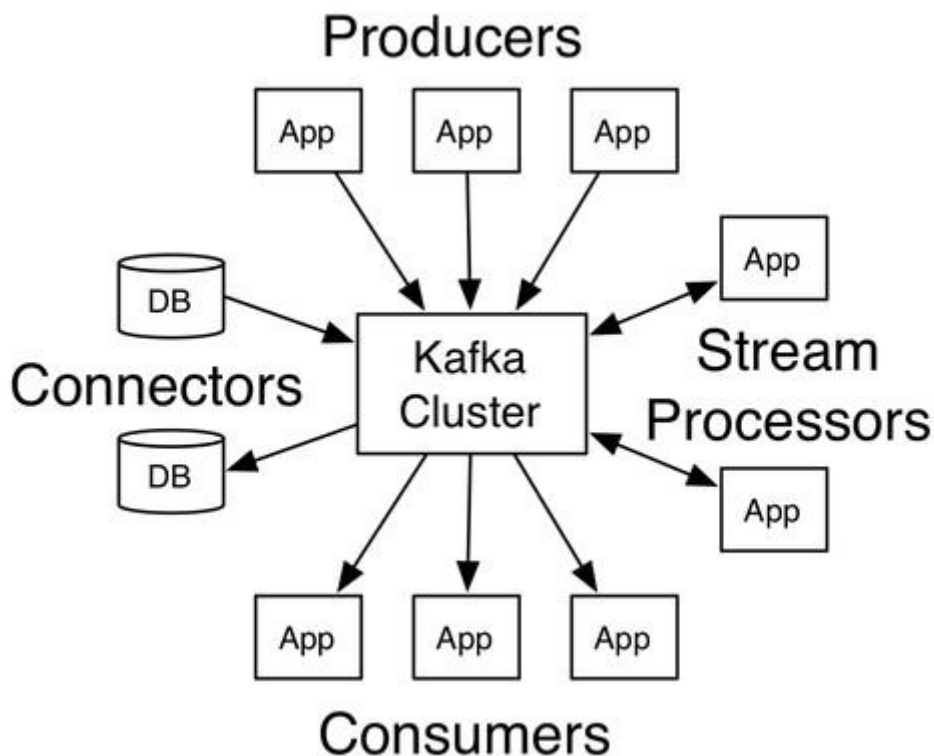 Producers
App
App
App
App
DB
Kafka
Cluster
Stream
Processors
Connectors
DB
App
App
App
App
Consumers